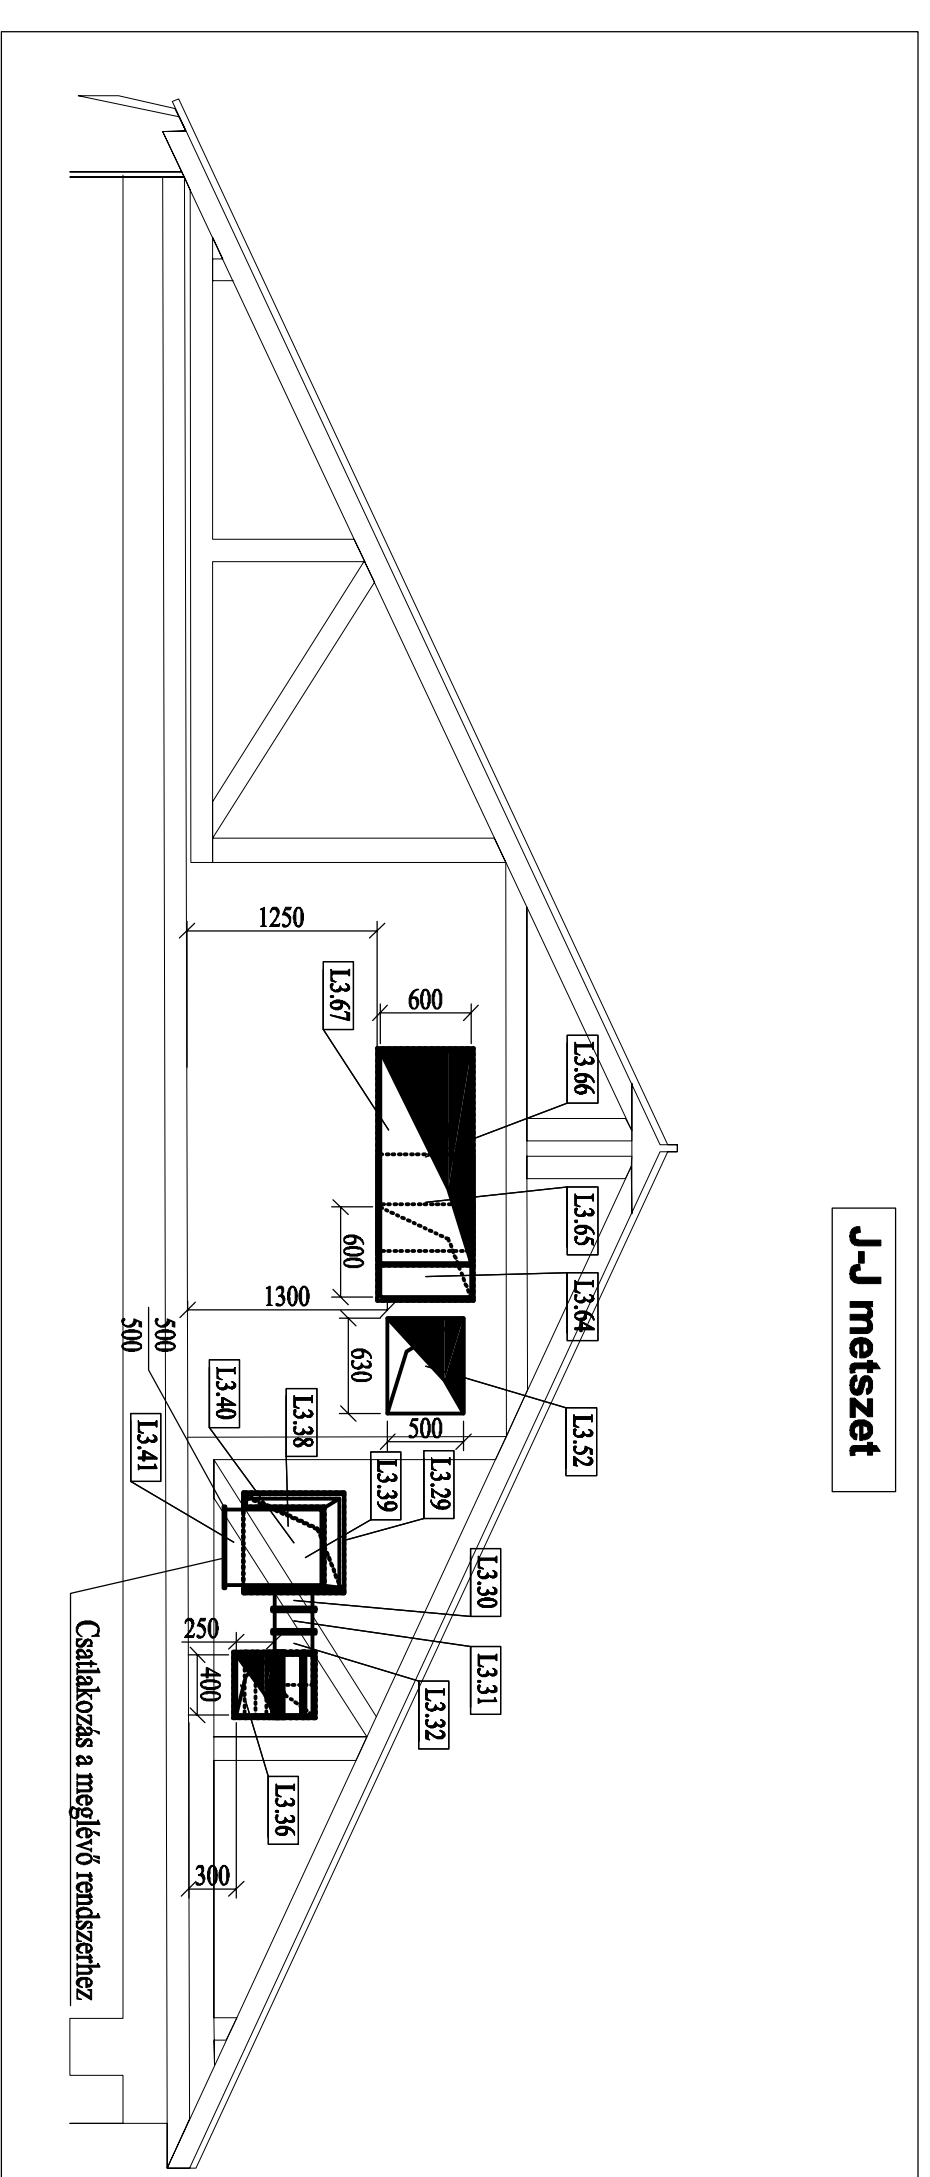 J-J metszet
L3.66
L3.65
L3.64
L3.52
L3.30
L3.31
L3.67
600
1250
600
1300
630
500
L3.29
L3.39
L3.32
L3.38
L3.40
L3.41
500
500
250
400
L3.36
300
Csatlakozás a meglévő rendszerhez